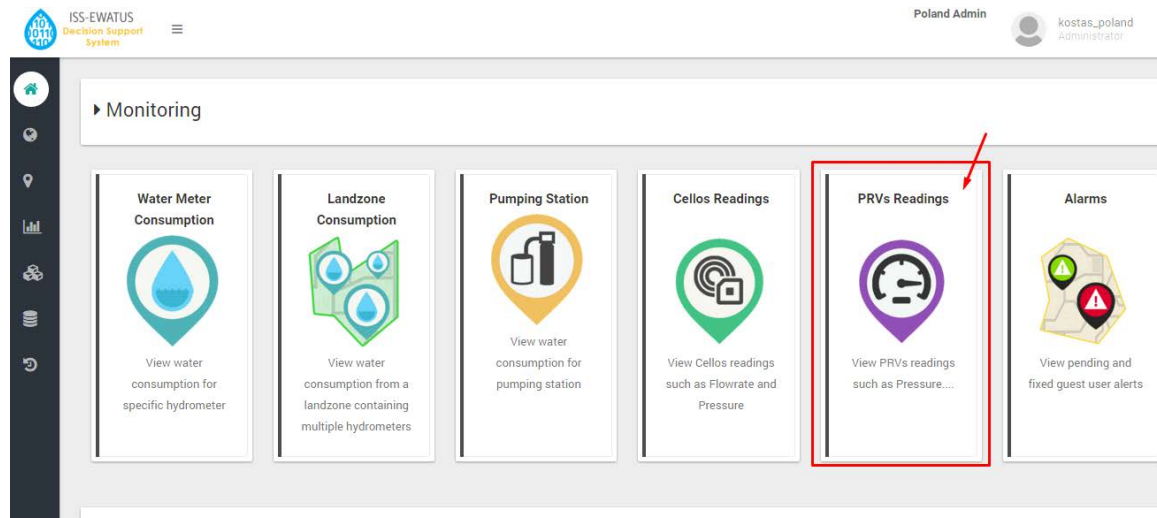 ISS-EWATUS
Decision Support
System
Poland Admin
kostas_poland
Administrator
Monitoring
Water Meter
Consumption
View water
consumption for
specific hydrometer
Landzone
Consumption
View water
consumption from a
landzone containing
multiple hydrometers
Pumping Station
View water
consumption for
pumping station
Cellos Readings
View Cellos readings
such as Flowrate and
Pressure
PRVs Readings
View PRVs readings
such as Pressure....
Alarms
View pending and
fixed guest user alerts